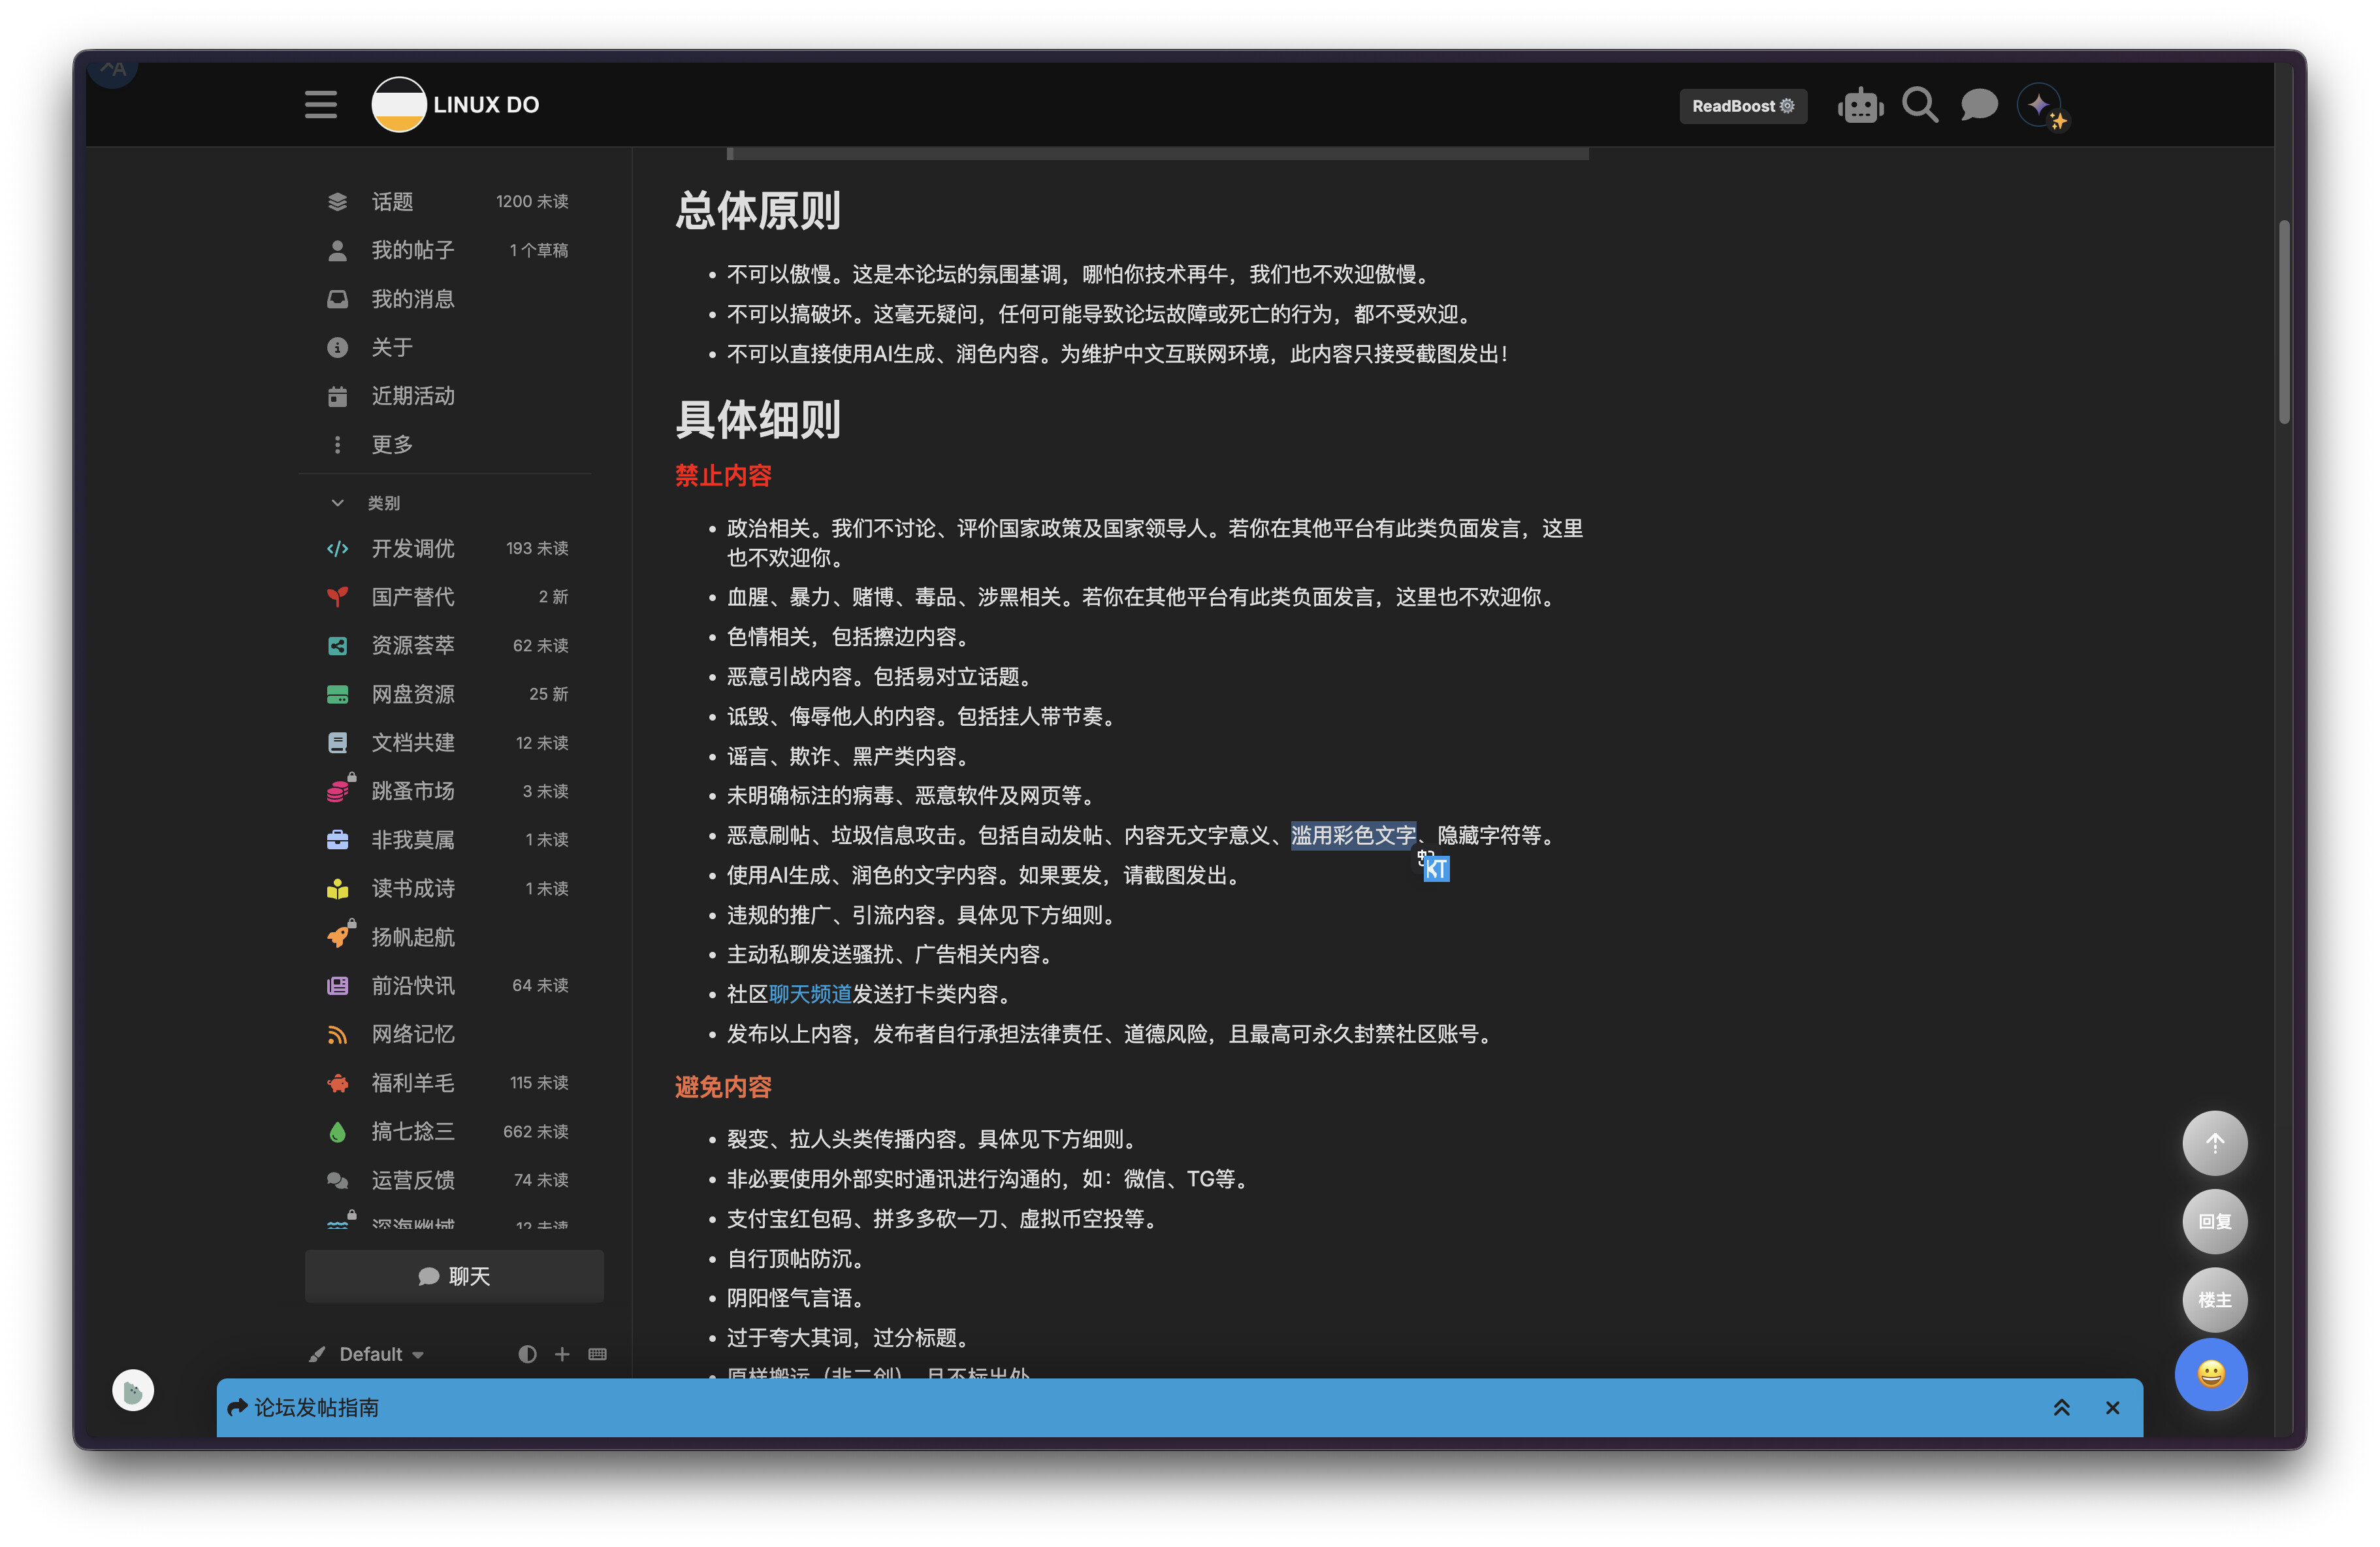 LINUX DO
ReadBoost
话题 1200 未读
我的帖子 1 个草稿
我的消息
关于
近期活动
更多
类别
开发调优 193 未读
国产替代 2 新
资源荟萃 62 未读
网盘资源 25 新
文档共建 12 未读
跳蚤市场 3 未读
非我莫属 1 未读
读书成诗 1 未读
扬帆起航
前沿快讯 64 未读
网络记忆
福利羊毛 115 未读
搞七捻三 662 未读
运营反馈 74 未读
深海幽域 12 未读
聊天
Default
总体原则
不可以傲慢。这是本论坛的氛围基调，哪怕你技术再牛，我们也不欢迎傲慢。
不可以搞破坏。这毫无疑问，任何可能导致论坛故障或死亡的行为，都不受欢迎。
不可以直接使用AI生成、润色内容。为维护中文互联网环境，此内容只接受截图发出！
具体细则
禁止内容
政治相关。我们不讨论、评价国家政策及国家领导人。若你在其他平台有此类负面发言，这里
也不欢迎你。
血腥、暴力、赌博、毒品、涉黑相关。若你在其他平台有此类负面发言，这里也不欢迎你。
色情相关，包括擦边内容。
恶意引战内容。包括易对立话题。
诋毁、侮辱他人的内容。包括挂人带节奏。
谣言、欺诈、黑产类内容。
未明确标注的病毒、恶意软件及网页等。
恶意刷帖、垃圾信息攻击。包括自动发帖、内容无文字意义、滥用彩色文字、隐藏字符等。
KT
使用AI生成、润色的文字内容。如果要发，请截图发出。
违规的推广、引流内容。具体见下方细则。
主动私聊发送骚扰、广告相关内容。
社区聊天频道发送打卡类内容。
发布以上内容，发布者自行承担法律责任、道德风险，且最高可永久封禁社区账号。
避免内容
裂变、拉人头类传播内容。具体见下方细则。
非必要使用外部实时通讯进行沟通的，如：微信、TG等。
支付宝红包码、拼多多砍一刀、虚拟币空投等。
自行顶帖防沉。
阴阳怪气言语。
过于夸大其词，过分标题。
原样搬运（非二创），且不标出处
回复
楼主
论坛发帖指南